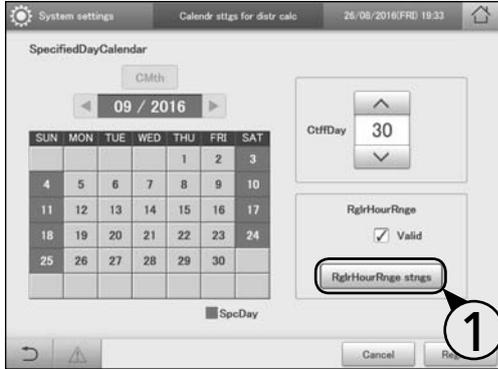 System settings Calendr sttgs for distr calc 26/08/2016(FRI) 19:33
SpecifiedDayCalendar
CMth
09 / 2016
SUN MON TUE WED THU FRI SAT
1 2 3
4 5 6 7 8 9 10
11 12 13 14 15 16 17
18 19 20 21 22 23 24
25 26 27 28 29 30
SpcDay
CtffDay 30
RglrHourRnge
Valid
RglrHourRnge stngs
1
Cancel